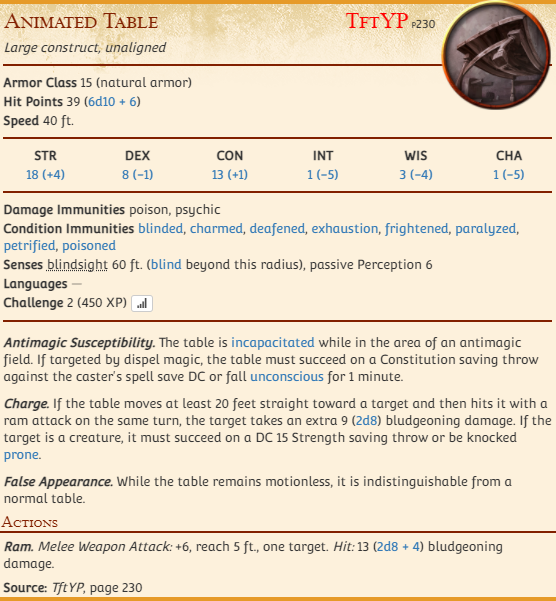 Animated Table TftYP p230
Large construct, unaligned
Armor Class 15 (natural armor)
Hit Points 39 (6d10 + 6)
Speed 40 ft.
STR DEX CON INT WIS CHA
18 (+4) 8 (−1) 13 (+1) 1 (−5) 3 (−4) 1 (−5)
Damage Immunities poison, psychic
Condition Immunities blinded, charmed, deafened, exhaustion, frightened, paralyzed,
petrified, poisoned
Senses blindsight 60 ft. (blind beyond this radius), passive Perception 6
Languages —
Challenge 2 (450 XP)
Antimagic Susceptibility. The table is incapacitated while in the area of an antimagic
field. If targeted by dispel magic, the table must succeed on a Constitution saving throw
against the caster's spell save DC or fall unconscious for 1 minute.
Charge. If the table moves at least 20 feet straight toward a target and then hits it with a
ram attack on the same turn, the target takes an extra 9 (2d8) bludgeoning damage. If the
target is a creature, it must succeed on a DC 15 Strength saving throw or be knocked
prone.
False Appearance. While the table remains motionless, it is indistinguishable from a
normal table.
Actions
Ram. Melee Weapon Attack: +6, reach 5 ft., one target. Hit: 13 (2d8 + 4) bludgeoning
damage.
Source: TftYP, page 230